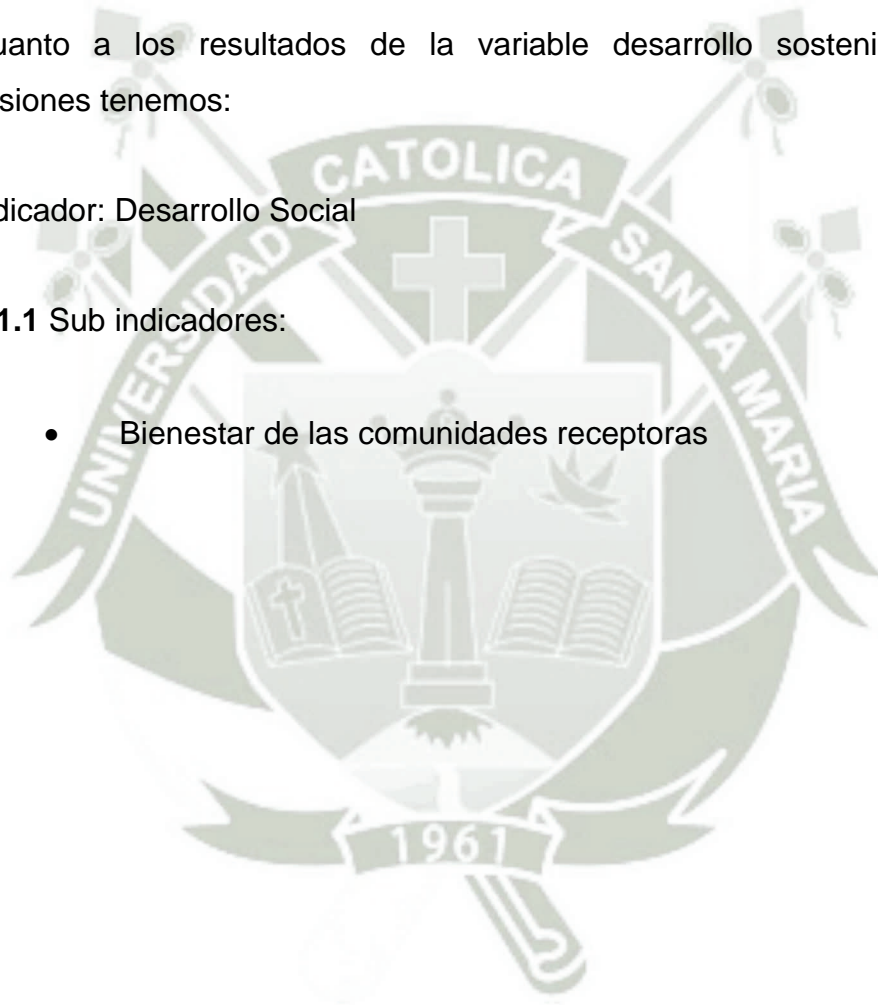 uanto a los resultados de la variable desarrollo sosteni
siones tenemos:
dicador: Desarrollo Social
1.1 Sub indicadores:
• Bienestar de las comunidades receptoras
UNIVERSIDAD CATOLICA SANTA MARIA
1961